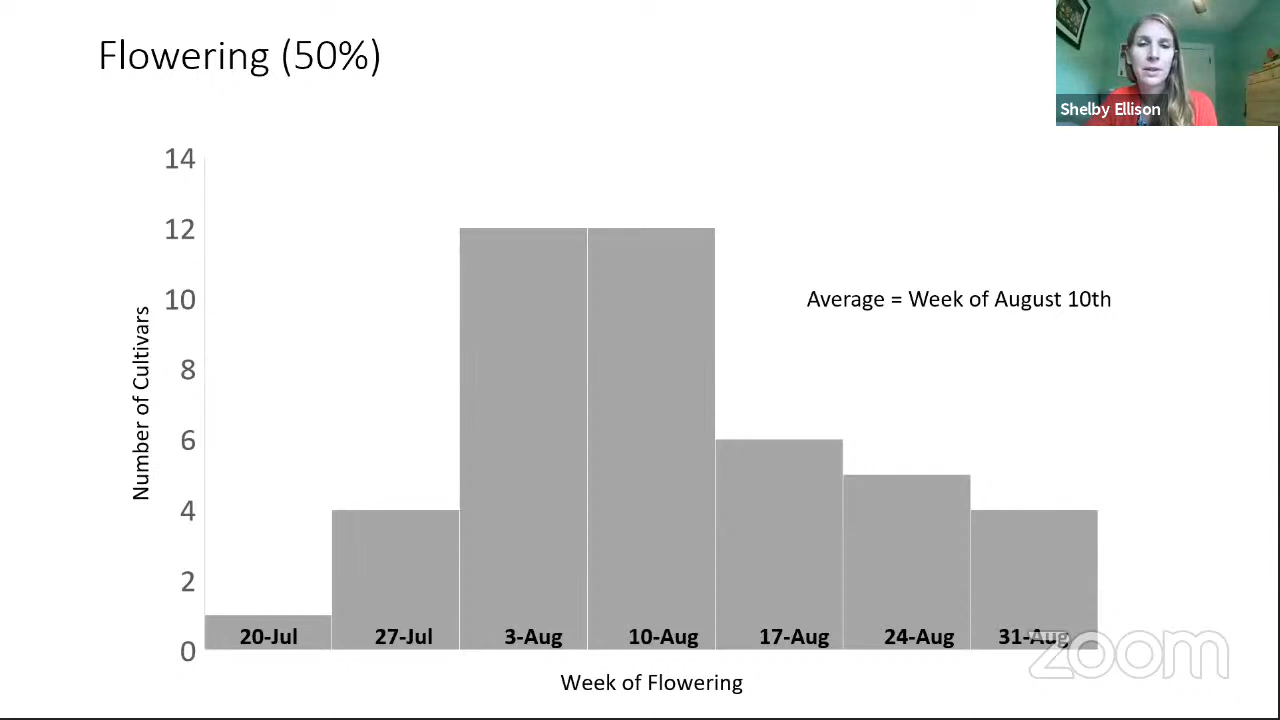 Flowering (50%)
Shelby Ellison
14
12
10
8
6
4
2
0
Number of Cultivars
Average = Week of August 10th
20-Jul
27-Jul
3-Aug
10-Aug
17-Aug
24-Aug
31-Aug
Week of Flowering
zoom